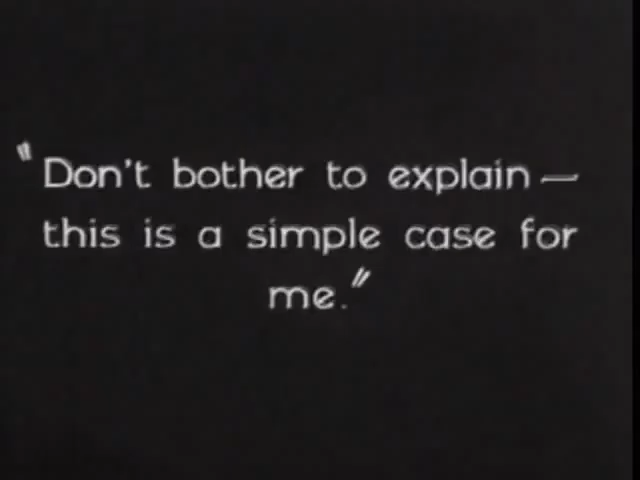 "Don't bother to explain —
this is a simple case for
me."